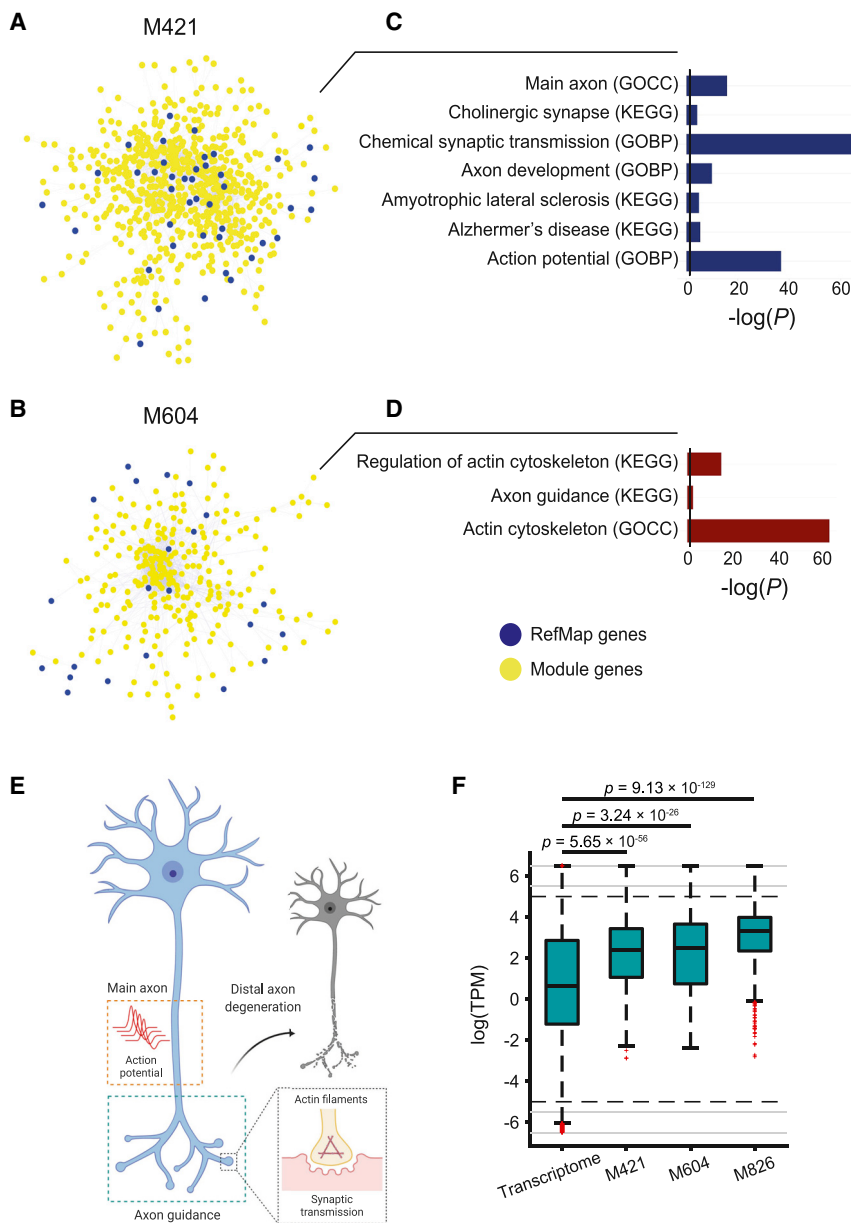 A
M421
C
Main axon (GOCC)
Cholinergic synapse (KEGG)
Chemical synaptic transmission (GOBP)
Axon development (GOBP)
Amyotrophic lateral sclerosis (KEGG)
Alzhermer's disease (KEGG)
Action potential (GOBP)
0 20 40 60
-log(P)
B
M604
D
Regulation of actin cytoskeleton (KEGG)
Axon guidance (KEGG)
Actin cytoskeleton (GOCC)
0 20 40 60
-log(P)
RefMap genes
Module genes
E
Main axon
Action
potential
Distal axon
degeneration
Actin filaments
Synaptic
transmission
Axon guidance
F
p = 9.13 × 10-129
p = 3.24 × 10-26
p = 5.65 × 10-56
6
4
2
0
-2
-4
-6
log(TPM)
Transcriptome
M421
M604
M826